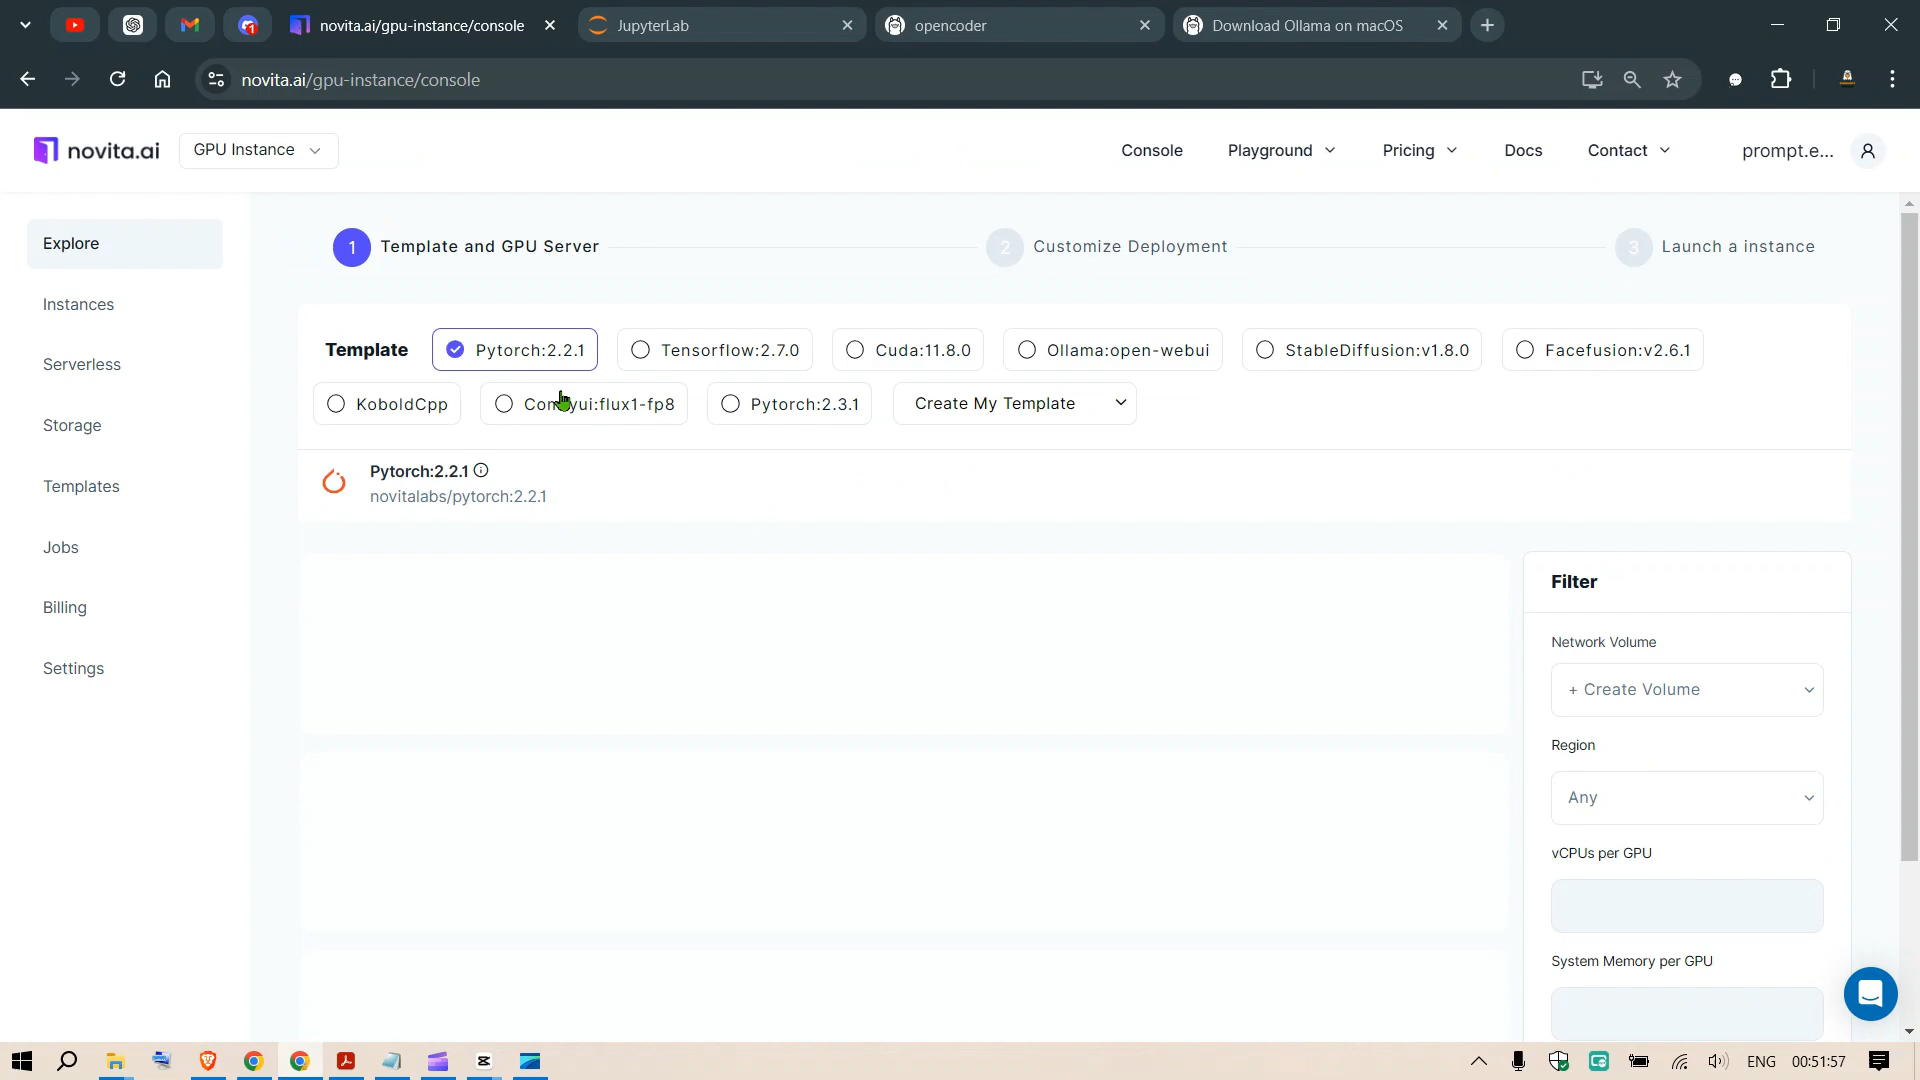 novita.ai/gpu-instance/console
JupyterLab
opencoder
Download Ollama on macOS
novita.ai/gpu-instance/console
novita.ai
GPU Instance
Console
Playground
Pricing
Docs
Contact
prompt.e...
Explore
Instances
Serverless
Storage
Templates
Jobs
Billing
Settings
1 Template and GPU Server
2 Customize Deployment
3 Launch a instance
Template
Pytorch:2.2.1
Tensorflow:2.7.0
Cuda:11.8.0
Ollama:open-webui
StableDiffusion:v1.8.0
Facefusion:v2.6.1
KoboldCpp
ui:flux1-fp8
Pytorch:2.3.1
Create My Template
Pytorch:2.2.1
novitalabs/pytorch:2.2.1
Filter
Network Volume
+ Create Volume
Region
Any
vCPUs per GPU
System Memory per GPU
ENG
00:51:57